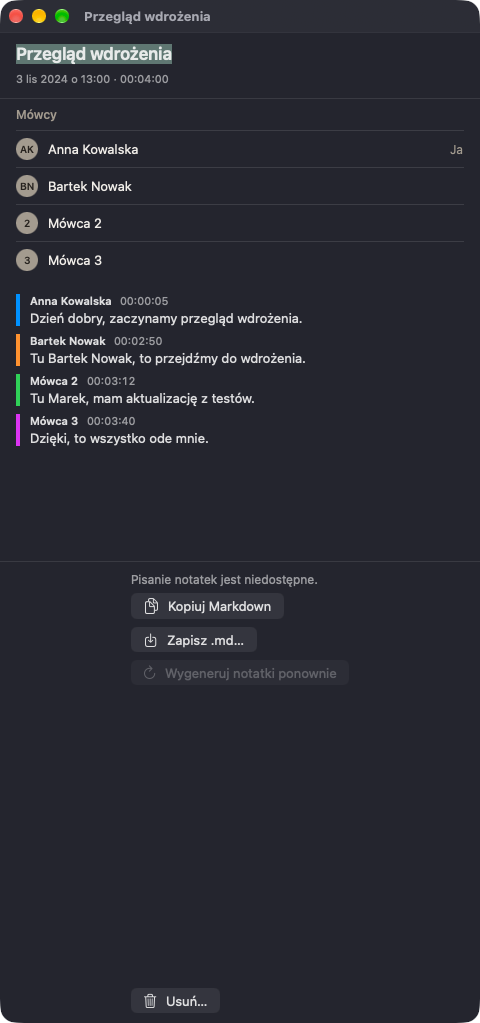 Przegląd wdrożenia
Przegląd wdrożenia
3 lis 2024 o 13:00 · 00:04:00
Mówcy
AK Anna Kowalska Ja
BN Bartek Nowak
2 Mówca 2
3 Mówca 3
Anna Kowalska 00:00:05
Dzień dobry, zaczynamy przegląd wdrożenia.
Bartek Nowak 00:02:50
Tu Bartek Nowak, to przejdźmy do wdrożenia.
Mówca 2 00:03:12
Tu Marek, mam aktualizację z testów.
Mówca 3 00:03:40
Dzięki, to wszystko ode mnie.
Pisanie notatek jest niedostępne.
Kopiuj Markdown
Zapisz .md...
Wygeneruj notatki ponownie
Usuń...